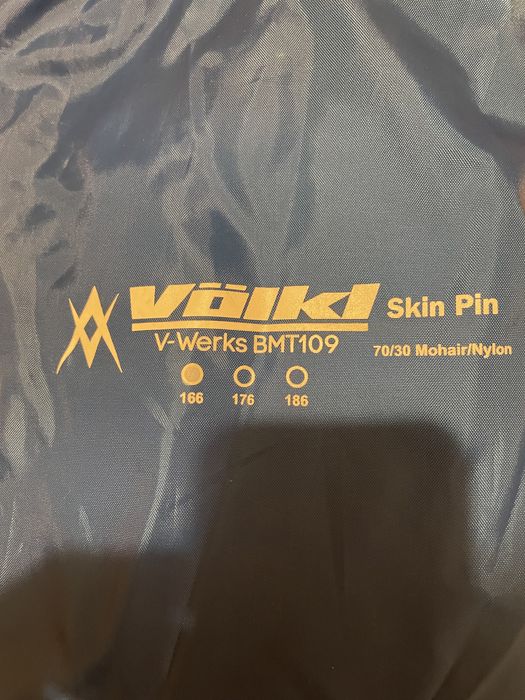 Völkl Skin Pin
V-Werks BMT109 70/30 Mohair/Nylon
166 176 186